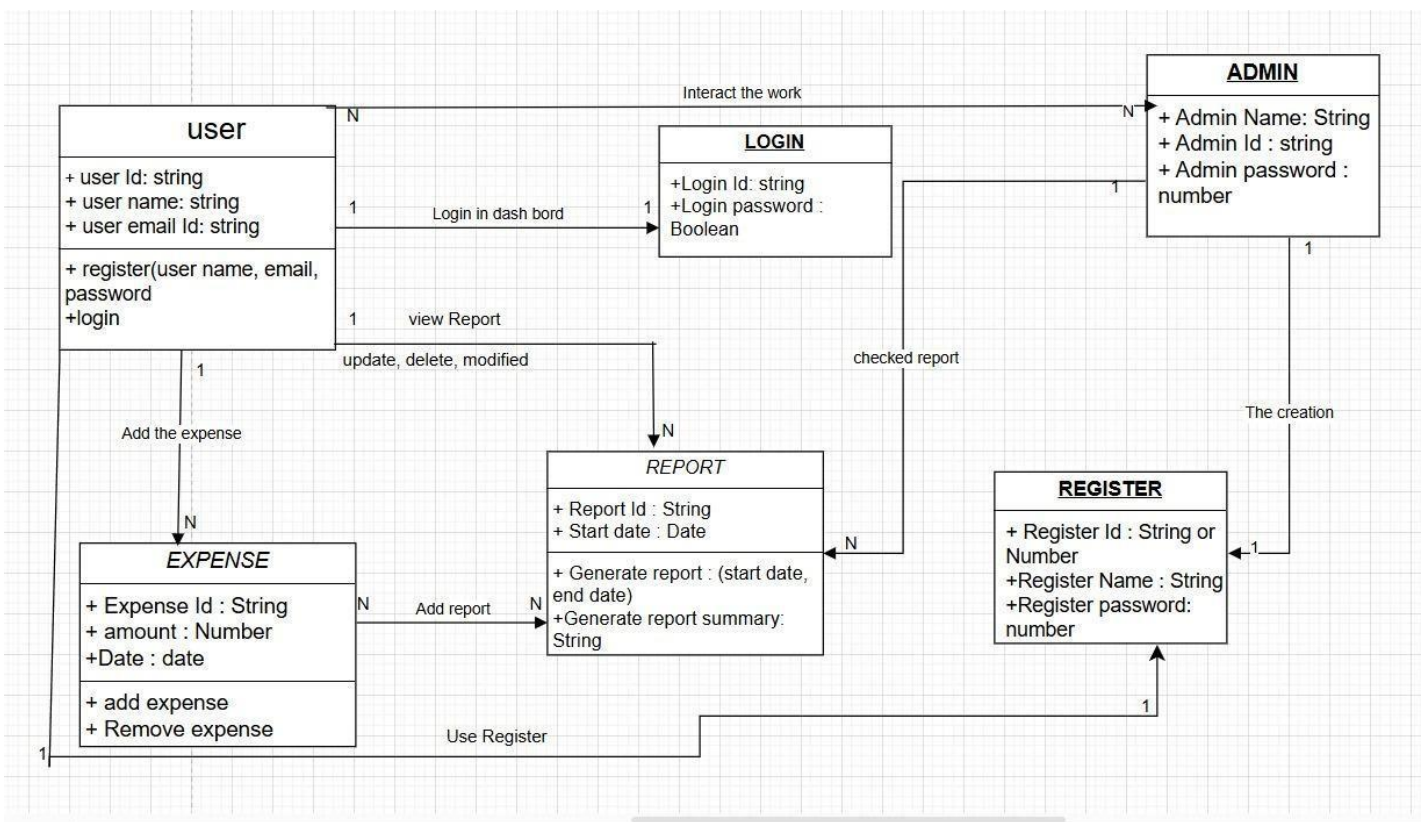 Interact the work
N
N
user
+ user Id: string
+ user name: string
+ user email Id: string
+ register(user name, email,
password
+login
LOGIN
+Login Id: string
+Login password :
Boolean
ADMIN
+ Admin Name: String
+ Admin Id : string
+ Admin password :
number
1
Login in dash bord
1
1
1
1
view Report
update, delete, modified
N
1
Add the expense
N
checked report
N
The creation
1
EXPENSE
+ Expense Id : String
+ amount : Number
+Date : date
+ add expense
+ Remove expense
N
Add report
N
REPORT
+ Report Id : String
+ Start date : Date
+ Generate report : (start date,
end date)
+Generate report summary:
String
REGISTER
+ Register Id : String or
Number
+Register Name : String
+Register password:
number
1
Use Register
1